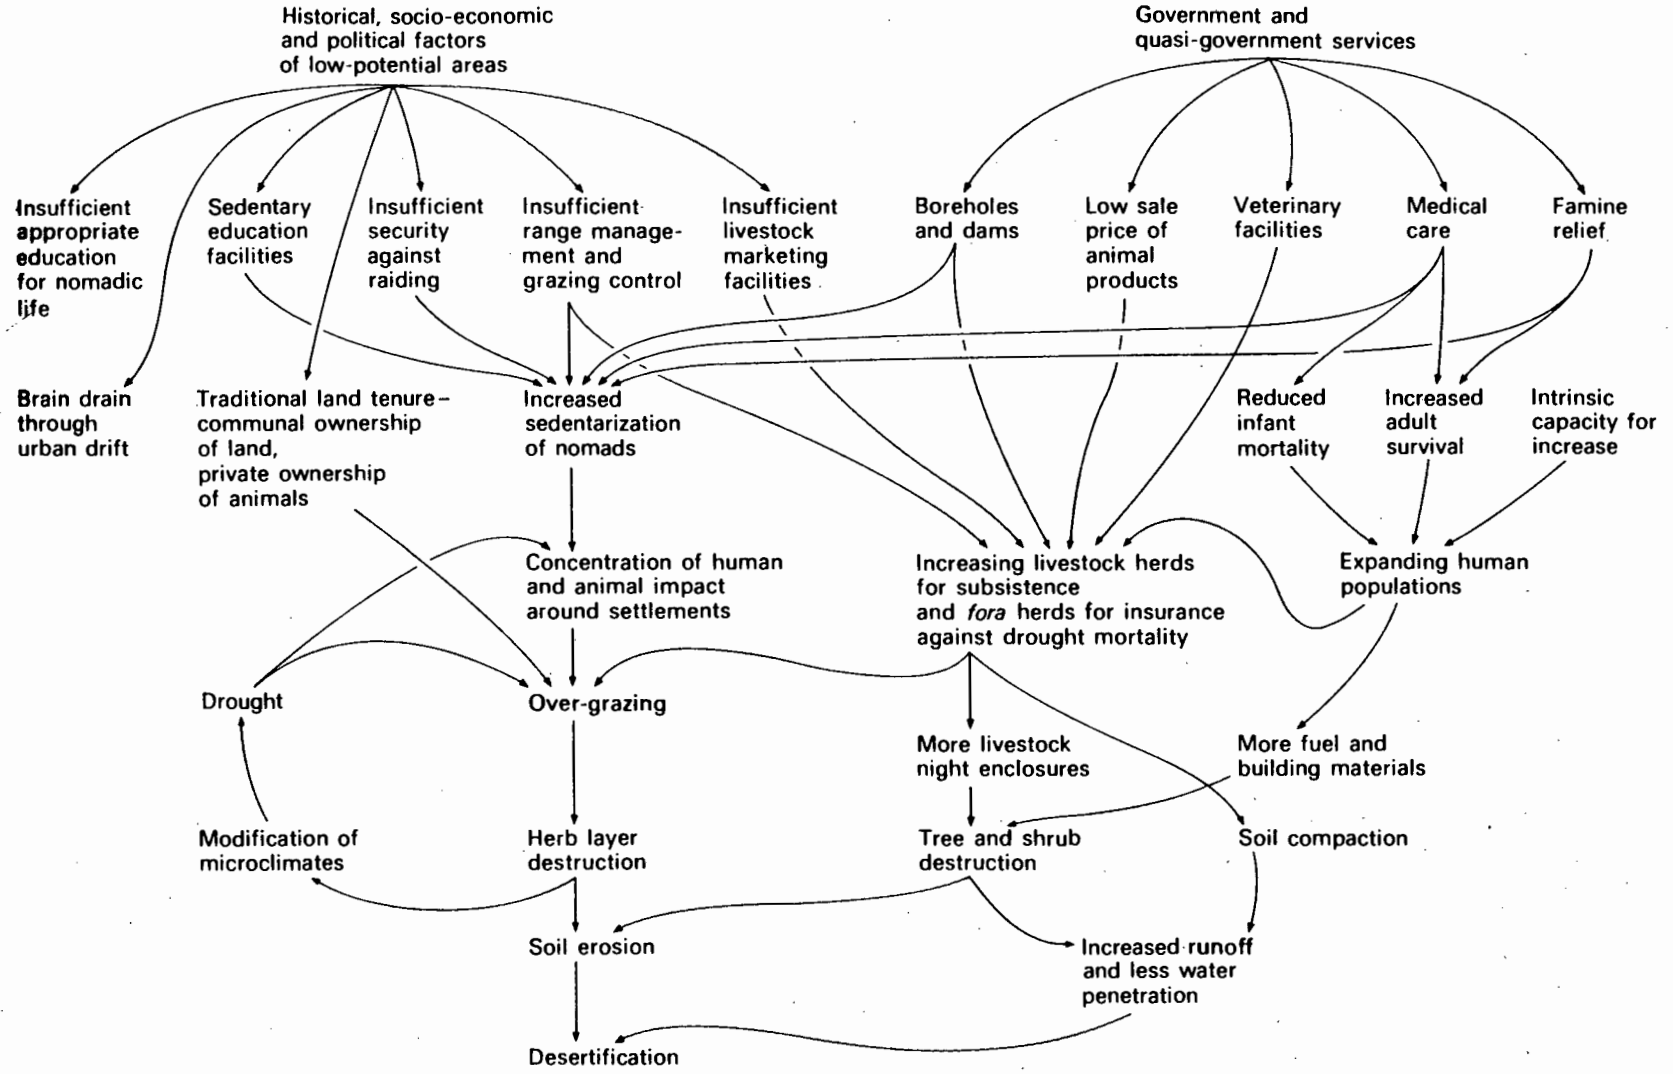 Historical, socio-economic
and political factors
of low-potential areas
Government and
quasi-government services
Insufficient
appropriate
education
for nomadic
life
Sedentary
education
facilities
Insufficient
security
against
raiding
Insufficient
range manage-
ment and
grazing control
Insufficient
livestock
marketing
facilities
Boreholes
and dams
Low sale
price of
animal
products
Veterinary
facilities
Medical
care
Famine
relief
Brain drain
through
urban drift
Traditional land tenure–
communal ownership
of land,
private ownership
of animals
Increased
sedentarization
of nomads
Reduced
infant
mortality
Increased
adult
survival
Intrinsic
capacity for
increase
Concentration of human
and animal impact
around settlements
Increasing livestock herds
for subsistence
and fora herds for insurance
against drought mortality
Expanding human
populations
Drought
Over-grazing
More livestock
night enclosures
More fuel and
building materials
Modification of
microclimates
Herb layer
destruction
Tree and shrub
destruction
Soil compaction
Soil erosion
Increased runoff
and less water
penetration
Desertification